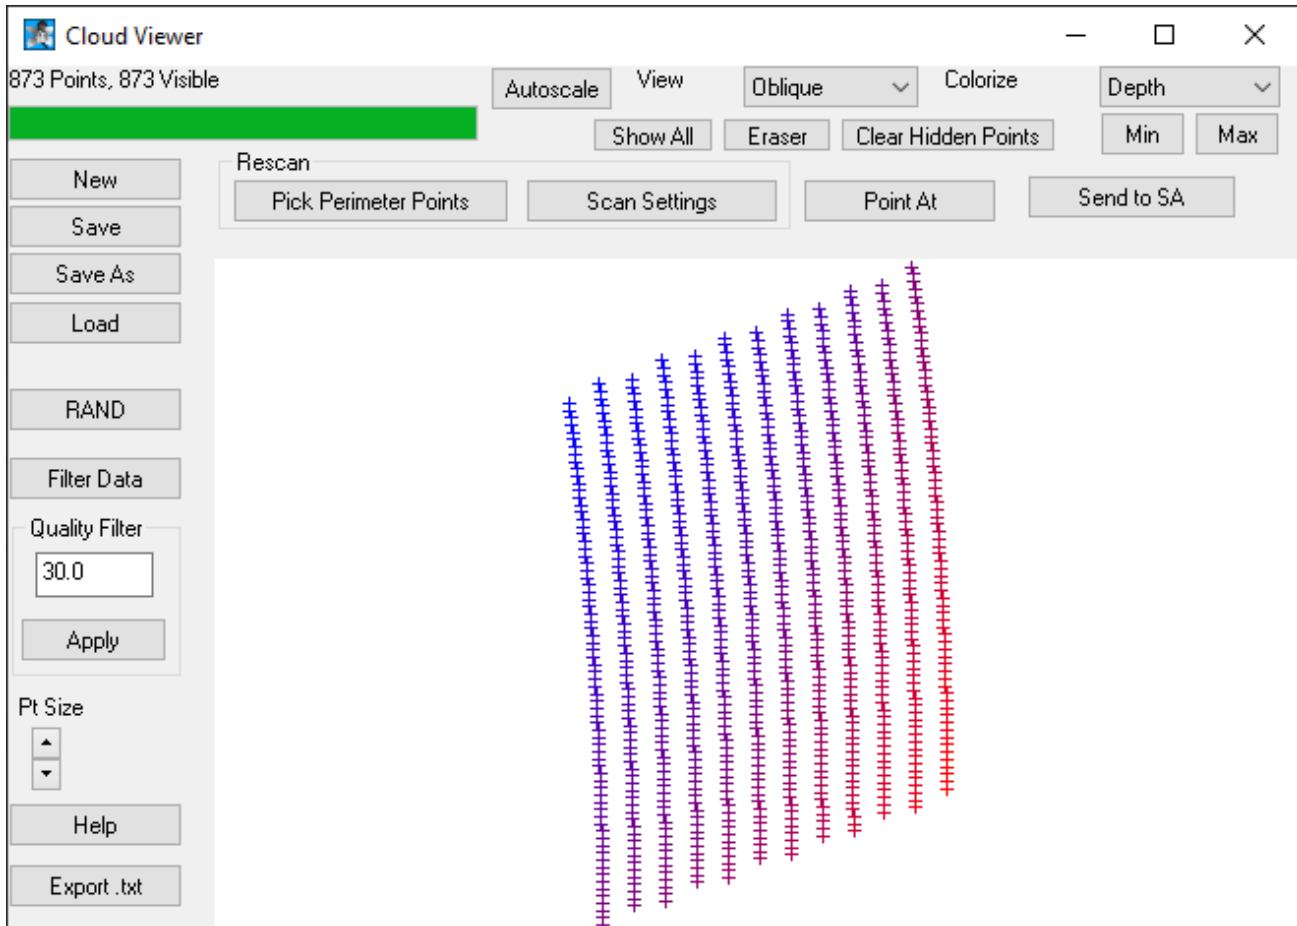 Cloud Viewer
873 Points, 873 Visible
Autoscale
View
Oblique
Colorize
Depth
Show All
Eraser
Clear Hidden Points
Min
Max
Rescan
Pick Perimeter Points
Scan Settings
Point At
Send to SA
New
Save
Save As
Load
RAND
Filter Data
Quality Filter
30.0
Apply
Pt Size
Help
Export .txt